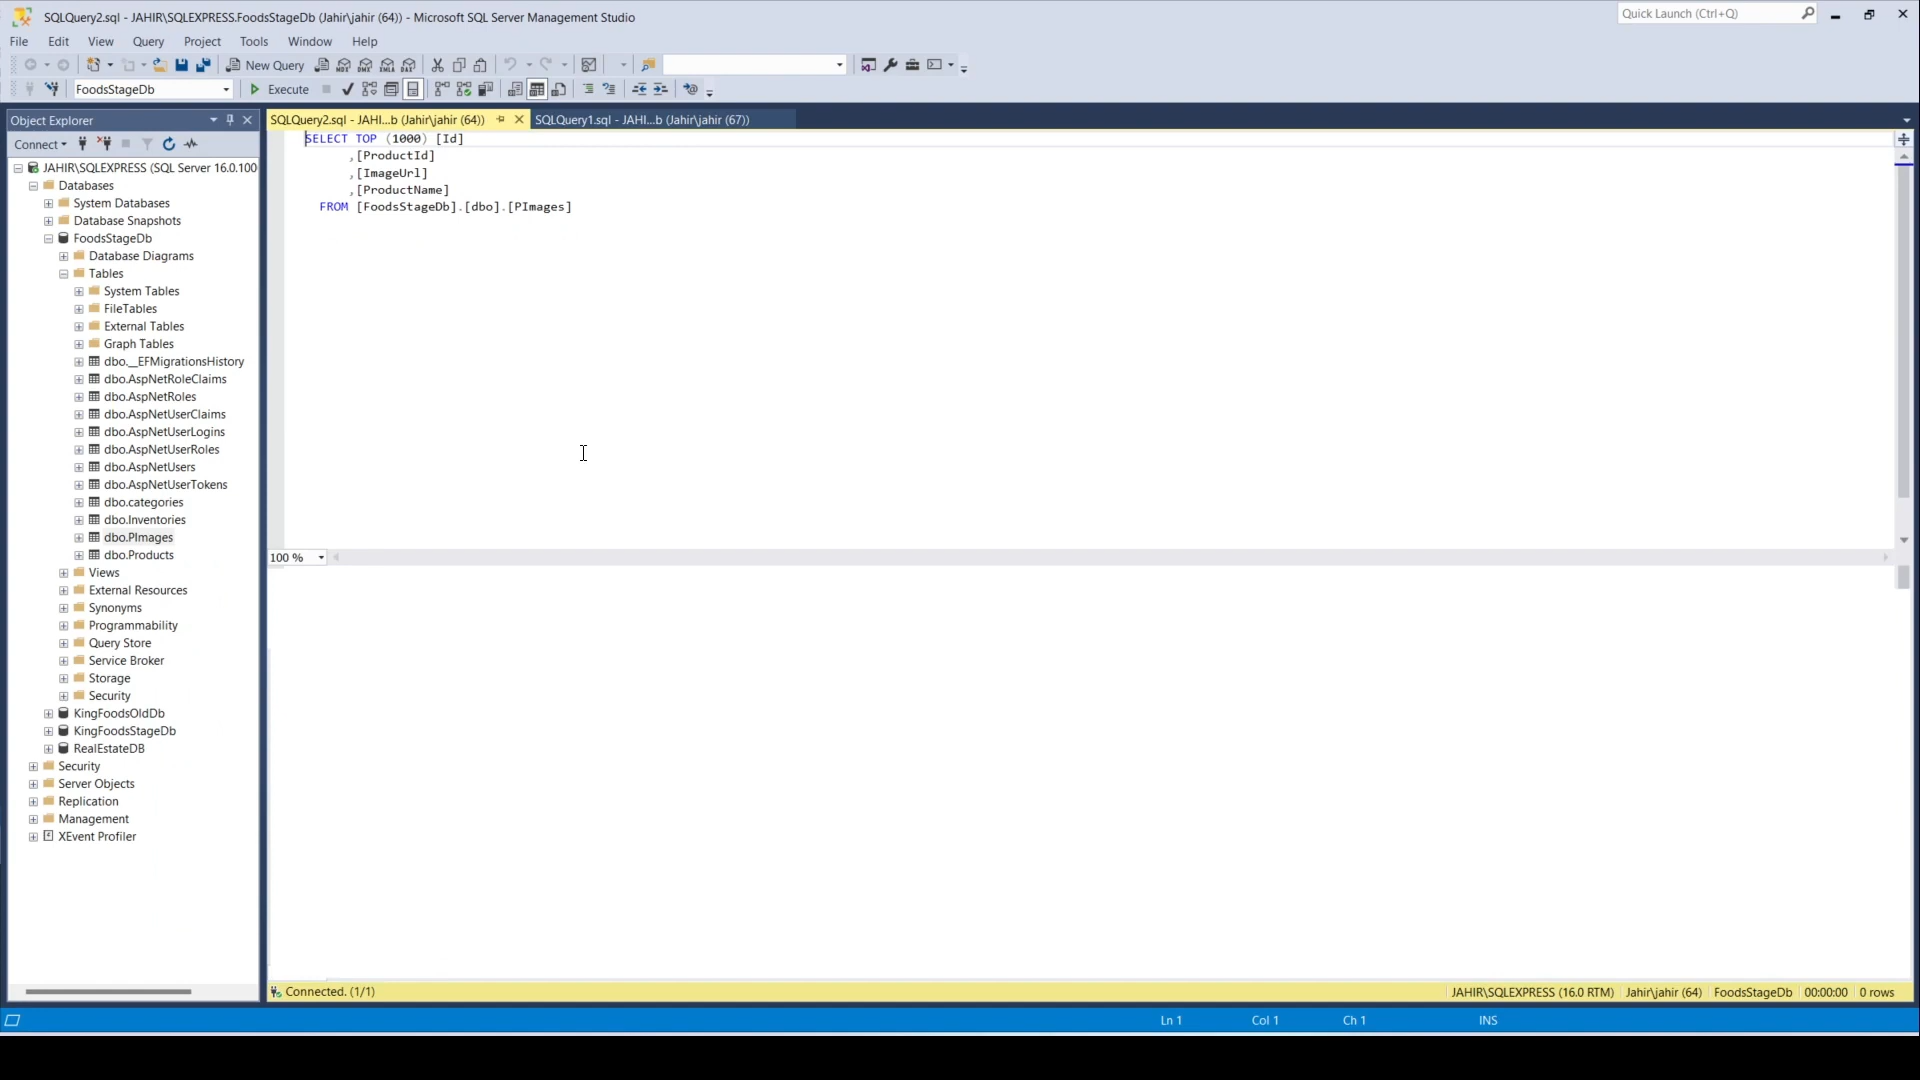 SQLQuery2.sql - JAHIR\SQLEXPRESS.FoodsStageDb (Jahir\jahir (64)) - Microsoft SQL Server Management Studio
Quick Launch (Ctrl+Q)
File Edit View Query Project Tools Window Help
New Query
MDX DMX XMLA DAX
FoodsStageDb
Execute
Object Explorer
SQLQuery2.sql - JAHI...b (Jahir\jahir (64))
SQLQuery1.sql - JAHI...b (Jahir\jahir (67))
Connect
JAHIR\SQLEXPRESS (SQL Server 16.0.100
Databases
System Databases
Database Snapshots
FoodsStageDb
Database Diagrams
Tables
System Tables
FileTables
External Tables
Graph Tables
dbo.__EFMigrationsHistory
dbo.AspNetRoleClaims
dbo.AspNetRoles
dbo.AspNetUserClaims
dbo.AspNetUserLogins
dbo.AspNetUserRoles
dbo.AspNetUsers
dbo.AspNetUserTokens
dbo.categories
dbo.Inventories
dbo.PImages
dbo.Products
Views
External Resources
Synonyms
Programmability
Query Store
Service Broker
Storage
Security
KingFoodsOldDb
KingFoodsStageDb
RealEstateDB
Security
Server Objects
Replication
Management
XEvent Profiler
SELECT TOP (1000) [Id]
,[ProductId]
,[ImageUrl]
,[ProductName]
FROM [FoodsStageDb].[dbo].[PImages]
100 %
Connected. (1/1)
JAHIR\SQLEXPRESS (16.0 RTM) Jahir\jahir (64) FoodsStageDb 00:00:00 0 rows
Ln 1 Col 1 Ch 1 INS